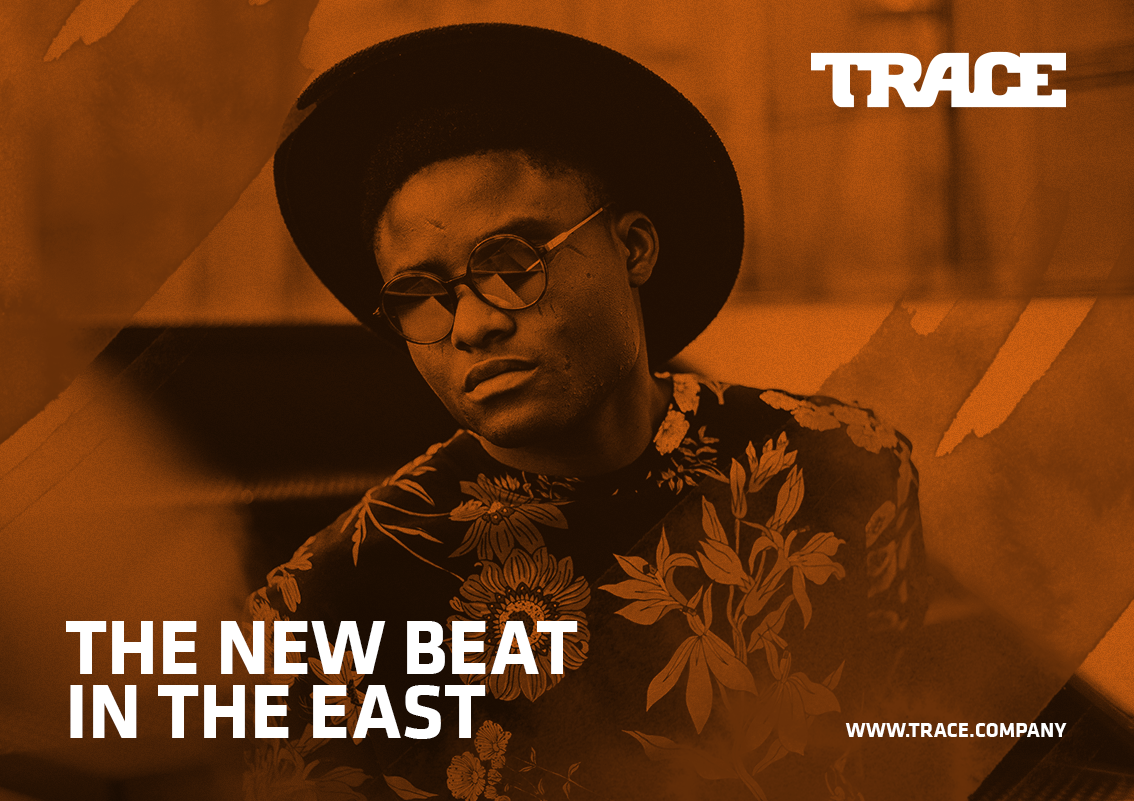 TRACE
THE NEW BEAT
IN THE EAST
WWW.TRACE.COMPANY